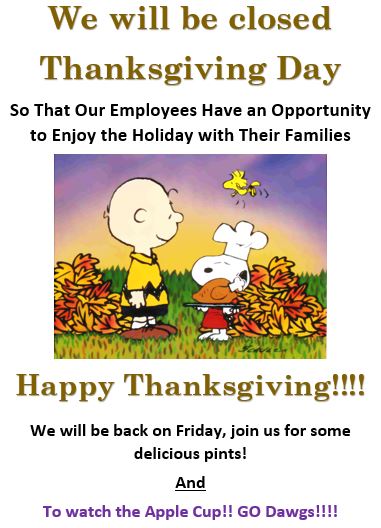 We will be closed
Thanksgiving Day
So That Our Employees Have an Opportunity
to Enjoy the Holiday with Their Families
SCHULZ
Happy Thanksgiving!!!!
We will be back on Friday, join us for some
delicious pints!
And
To watch the Apple Cup!! GO Dawgs!!!!